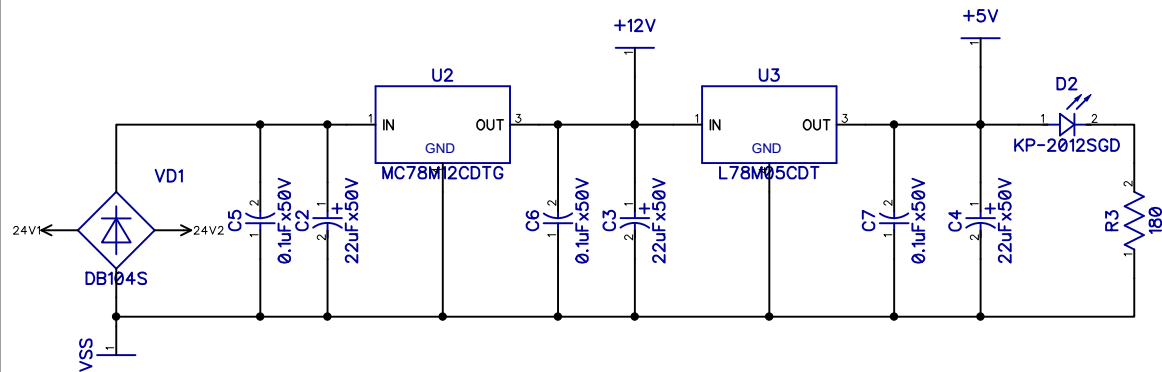 +12V
+5V
U2
U3
D2
1
IN
OUT
3
GND
MC78M12CDTG
1
1
IN
OUT
3
GND
L78M05CDT
1
1
2
KP-2012SGD
VD1
24V1
24V2
DB104S
C5
2
1
0.1uFx50V
C2
1
2
+
22uFx50V
C6
2
1
0.1uFx50V
C3
1
2
+
22uFx50V
C7
2
1
0.1uFx50V
C4
1
2
+
22uFx50V
R3
2
1
180
VSS
1